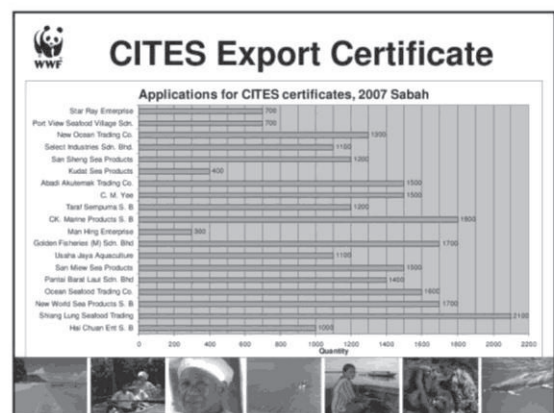 WWF
CITES Export Certificate
Applications for CITES certificates, 2007 Sabah
Star Ray Enterprise 700
Port View Seafood Village Sdn. 700
New Ocean Trading Co. 1300
Select Industries Sdn. Bhd. 1100
San Sheng Sea Products 1200
Kudat Sea Products 400
Abadi Akutemak Trading Co. 1500
C. M. Yee 1500
Taraf Sempurna S. B 1200
CK. Marine Products S. B 1800
Man Hing Enterprise 300
Golden Fisheries (M) Sdn. Bhd 1700
Usaha Jaya Aquaculture 1100
San Miew Sea Products 1500
Pantai Barat Laut Sdn. Bhd 1400
Ocean Seafood Trading Co. 1600
New World Sea Products S. B 1700
Shiang Lung Seafood Trading 2100
Hai Chuan Ent S. B 1000
0 200 400 600 800 1000 1200 1400 1600 1800 2000 2200
Quantity